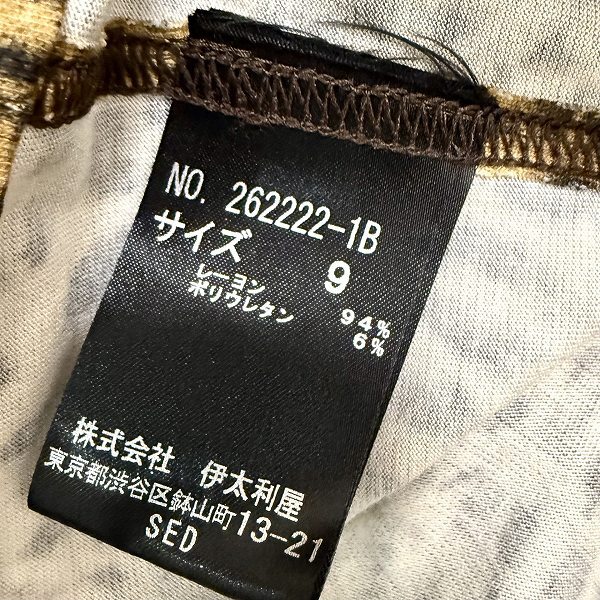 NO. 262222-1B
サイズ 9
レーヨン 94%
ポリウレタン 6%
株式会社 伊太利屋
東京都渋谷区鉢山町13-21
SED